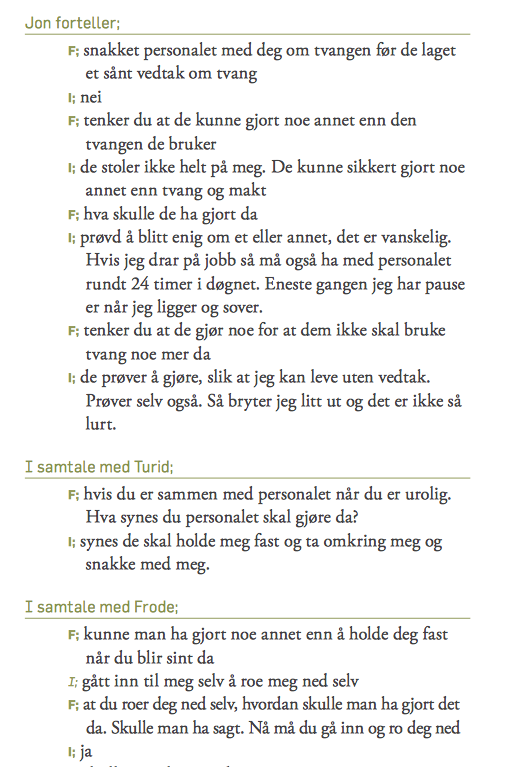 Jon forteller;
F; snakket personalet med deg om tvangen før de laget
et sånt vedtak om tvang
I; nei
F; tenker du at de kunne gjort noe annet enn den
tvangen de bruker
I; de stoler ikke helt på meg. De kunne sikkert gjort noe
annet enn tvang og makt
F; hva skulle de ha gjort da
I; prøvd å blitt enig om et eller annet, det er vanskelig.
Hvis jeg drar på jobb så må også ha med personalet
rundt 24 timer i døgnet. Eneste gangen jeg har pause
er når jeg ligger og sover.
F; tenker du at de gjør noe for at dem ikke skal bruke
tvang noe mer da
I; de prøver å gjøre, slik at jeg kan leve uten vedtak.
Prøver selv også. Så bryter jeg litt ut og det er ikke så
lurt.
I samtale med Turid;
F; hvis du er sammen med personalet når du er urolig.
Hva synes du personalet skal gjøre da?
I; synes de skal holde meg fast og ta omkring meg og
snakke med meg.
I samtale med Frode;
F; kunne man ha gjort noe annet enn å holde deg fast
når du blir sint da
I; gått inn til meg selv å roe meg ned selv
F; at du roer deg ned selv, hvordan skulle man ha gjort det
da. Skulle man ha sagt. Nå må du gå inn og ro deg ned
I; ja